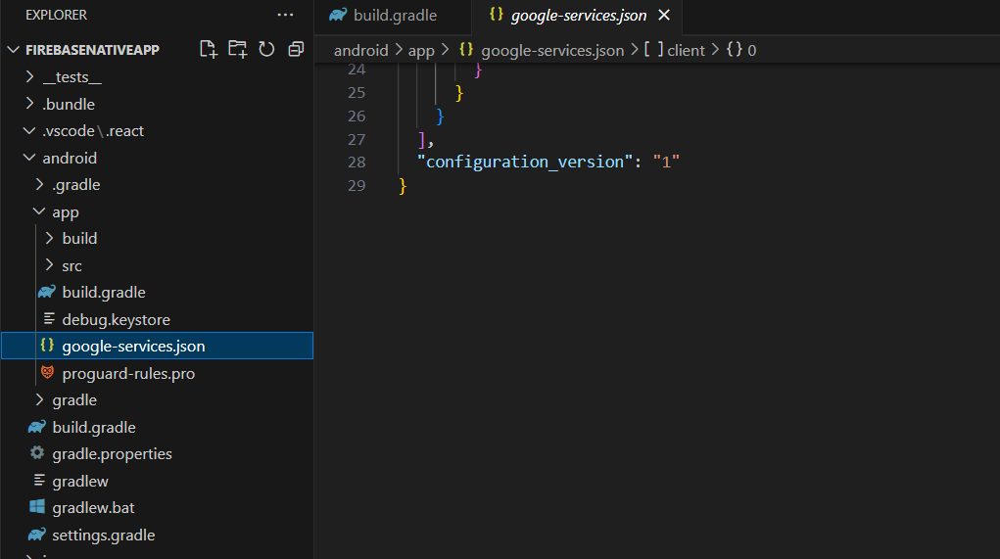 EXPLORER ···
FIREBASENATIVEAPP
__tests__
.bundle
.vscode\.react
android
.gradle
app
build
src
build.gradle
debug.keystore
google-services.json
proguard-rules.pro
gradle
build.gradle
gradle.properties
gradlew
gradlew.bat
settings.gradle
build.gradle
google-services.json
android > app > {} google-services.json > [ ] client > {} 0
24 }
25 }
26 }
27 ],
28 "configuration_version": "1"
29 }